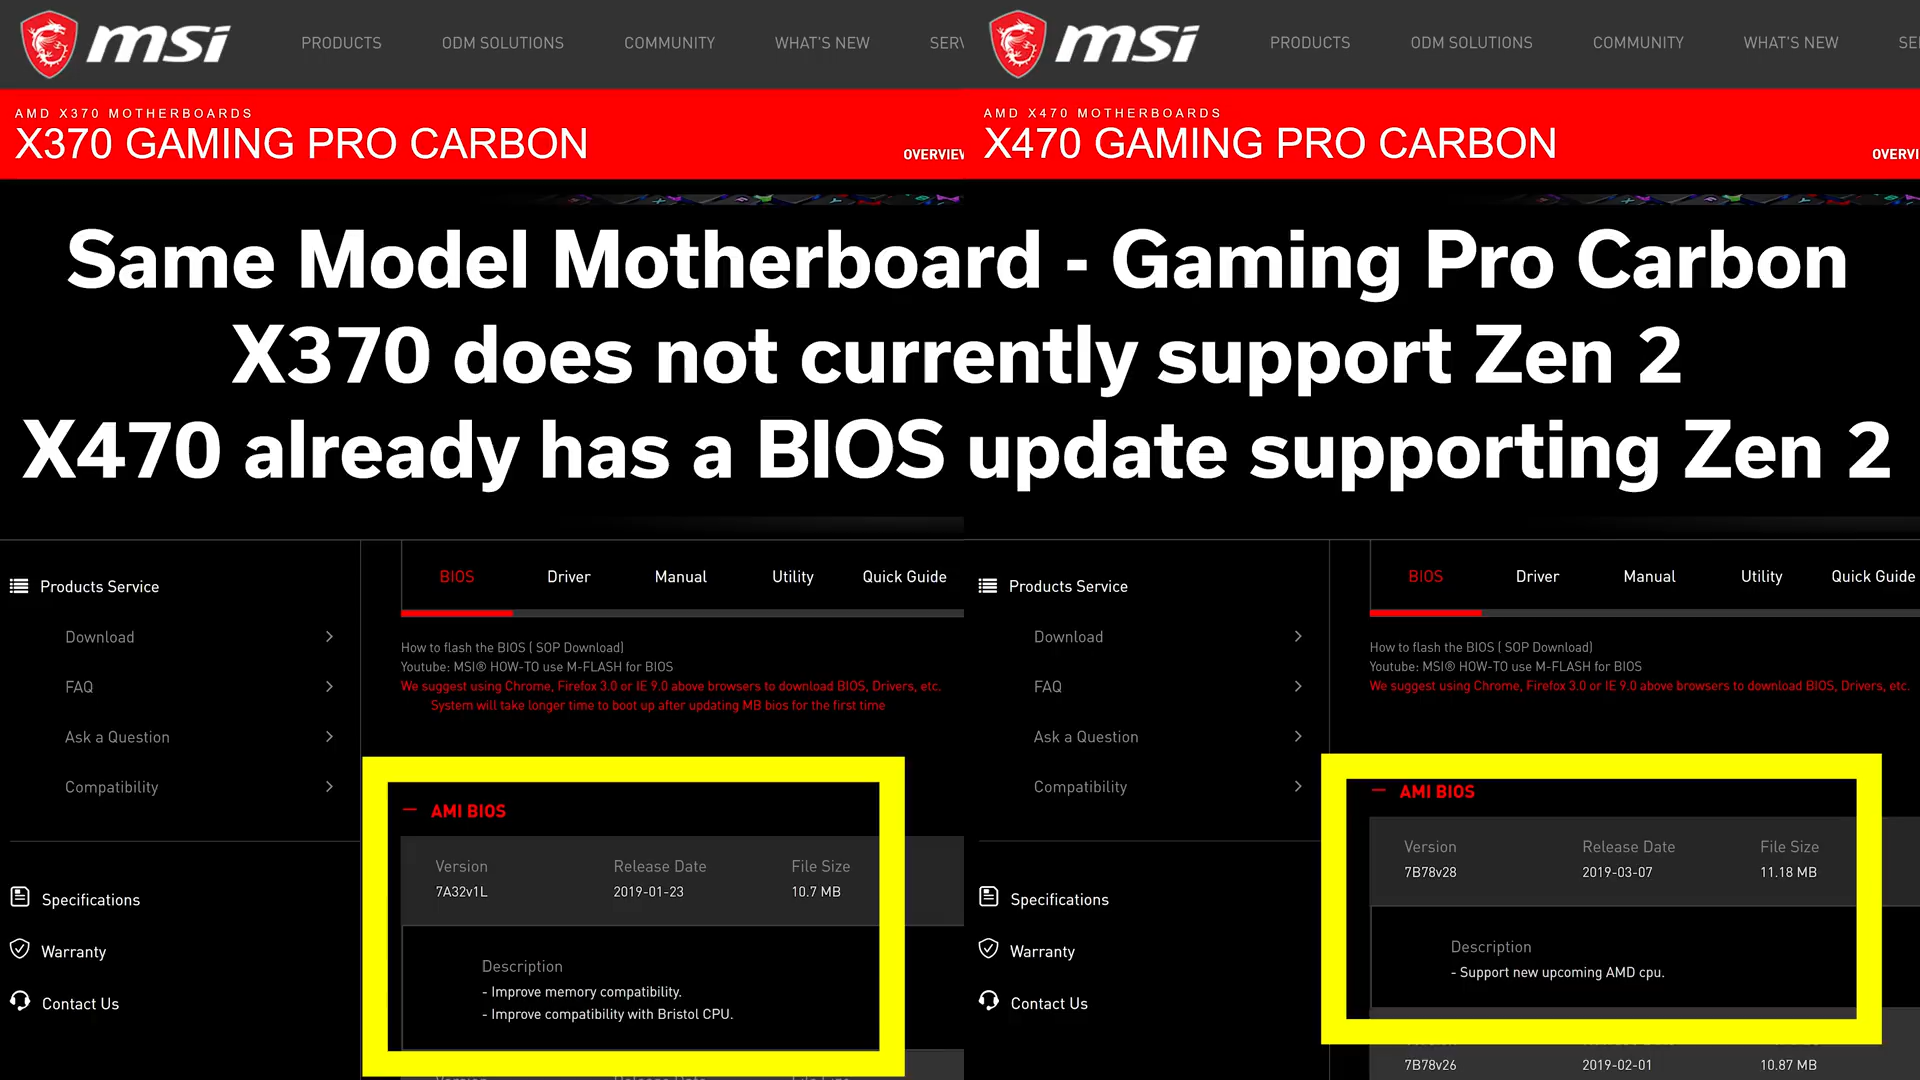 msi PRODUCTS ODM SOLUTIONS COMMUNITY WHAT'S NEW SERV
AMD X370 MOTHERBOARDS
X370 GAMING PRO CARBON
OVERVIEW
msi PRODUCTS ODM SOLUTIONS COMMUNITY WHAT'S NEW SE
AMD X470 MOTHERBOARDS
X470 GAMING PRO CARBON
OVERVI
Same Model Motherboard - Gaming Pro Carbon
X370 does not currently support Zen 2
X470 already has a BIOS update supporting Zen 2
Products Service
Download
FAQ
Ask a Question
Compatibility
Specifications
Warranty
Contact Us
BIOS Driver Manual Utility Quick Guide
How to flash the BIOS ( SOP Download)
Youtube: MSI® HOW-TO use M-FLASH for BIOS
We suggest using Chrome, Firefox 3.0 or IE 9.0 above browsers to download BIOS, Drivers, etc.
System will take longer time to boot up after updating MB bios for the first time
AMI BIOS
Version Release Date File Size
7A32v1L 2019-01-23 10.7 MB
Description
- Improve memory compatibility.
- Improve compatibility with Bristol CPU.
Products Service
Download
FAQ
Ask a Question
Compatibility
Specifications
Warranty
Contact Us
BIOS Driver Manual Utility Quick Guide
How to flash the BIOS ( SOP Download)
Youtube: MSI® HOW-TO use M-FLASH for BIOS
We suggest using Chrome, Firefox 3.0 or IE 9.0 above browsers to download BIOS, Drivers, etc.
AMI BIOS
Version Release Date File Size
7B78v28 2019-03-07 11.18 MB
Description
- Support new upcoming AMD cpu.
7B78v26 2019-02-01 10.87 MB